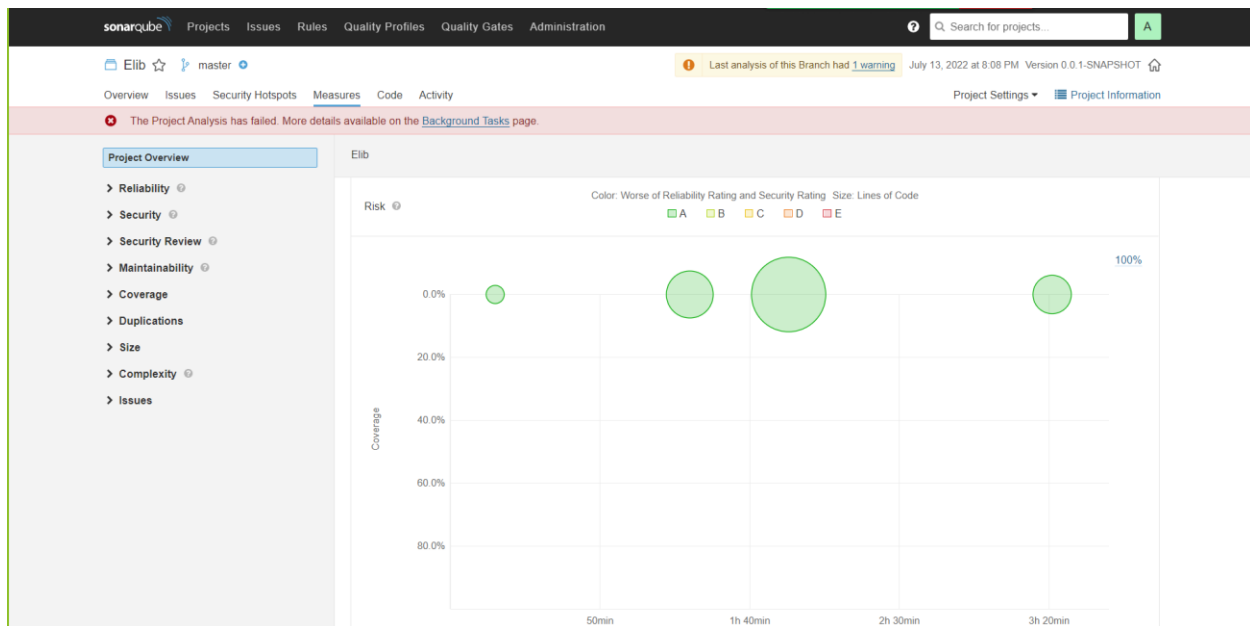 sonarqube Projects Issues Rules Quality Profiles Quality Gates Administration ? Search for projects... A
Elib master Last analysis of this Branch had 1 warning July 13, 2022 at 8:08 PM Version 0.0.1-SNAPSHOT
Overview Issues Security Hotspots Measures Code Activity Project Settings Project Information
The Project Analysis has failed. More details available on the Background Tasks page.
Project Overview
Reliability ?
Security ?
Security Review ?
Maintainability ?
Coverage
Duplications
Size
Complexity ?
Issues
Elib
Risk ?
Color: Worse of Reliability Rating and Security Rating Size: Lines of Code
A B C D E
100%
0.0%
20.0%
40.0%
60.0%
80.0%
Coverage
50min 1h 40min 2h 30min 3h 20min